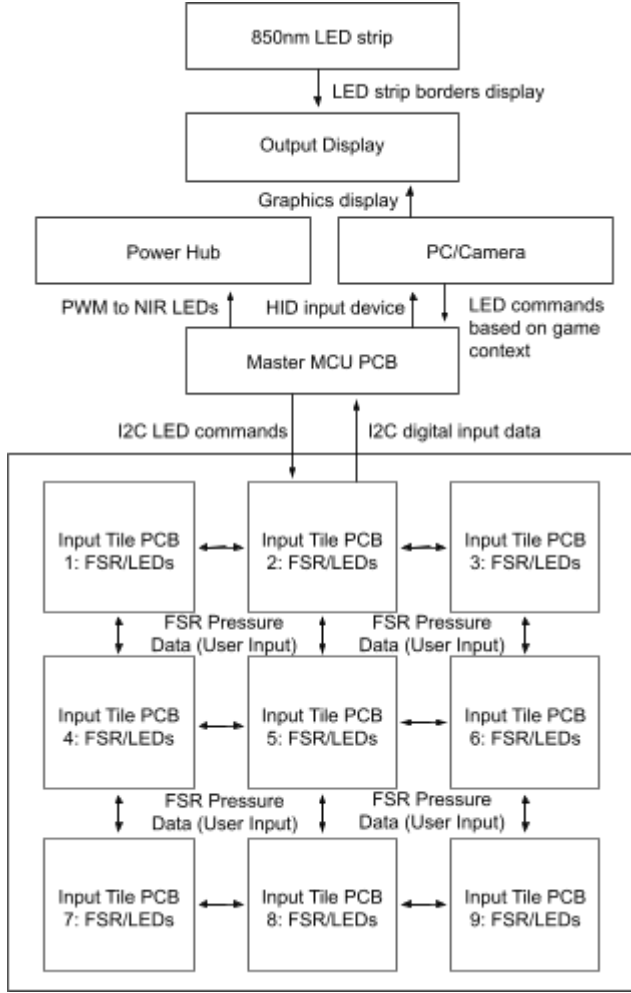 850nm LED strip
LED strip borders display
Output Display
Graphics display
Power Hub
PC/Camera
PWM to NIR LEDs
HID input device
LED commands
based on game
context
Master MCU PCB
I2C LED commands
I2C digital input data
Input Tile PCB
1: FSR/LEDs
Input Tile PCB
2: FSR/LEDs
Input Tile PCB
3: FSR/LEDs
FSR Pressure
Data (User Input)
FSR Pressure
Data (User Input)
Input Tile PCB
4: FSR/LEDs
Input Tile PCB
5: FSR/LEDs
Input Tile PCB
6: FSR/LEDs
FSR Pressure
Data (User Input)
FSR Pressure
Data (User Input)
Input Tile PCB
7: FSR/LEDs
Input Tile PCB
8: FSR/LEDs
Input Tile PCB
9: FSR/LEDs